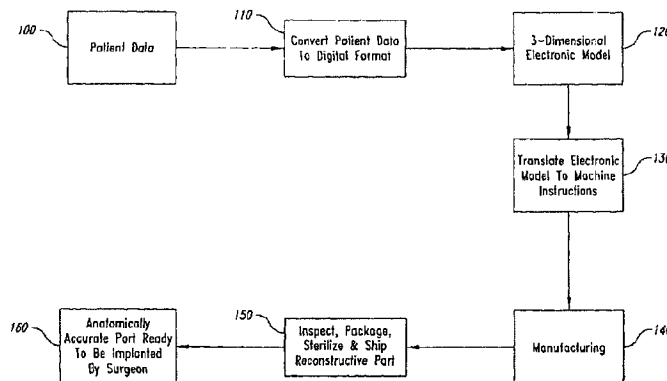 100
Patient Data
110
Convert Patient Data
To Digital Format
3-Dimensional
Electronic Model
120
Translate Electronic
Model To Machine
Instructions
130
160
Anatomically
Accurate Part Ready
To Be Implanted
By Surgeon
150
Inspect, Package,
Sterilize & Ship
Reconstructive Part
Manufacturing
140